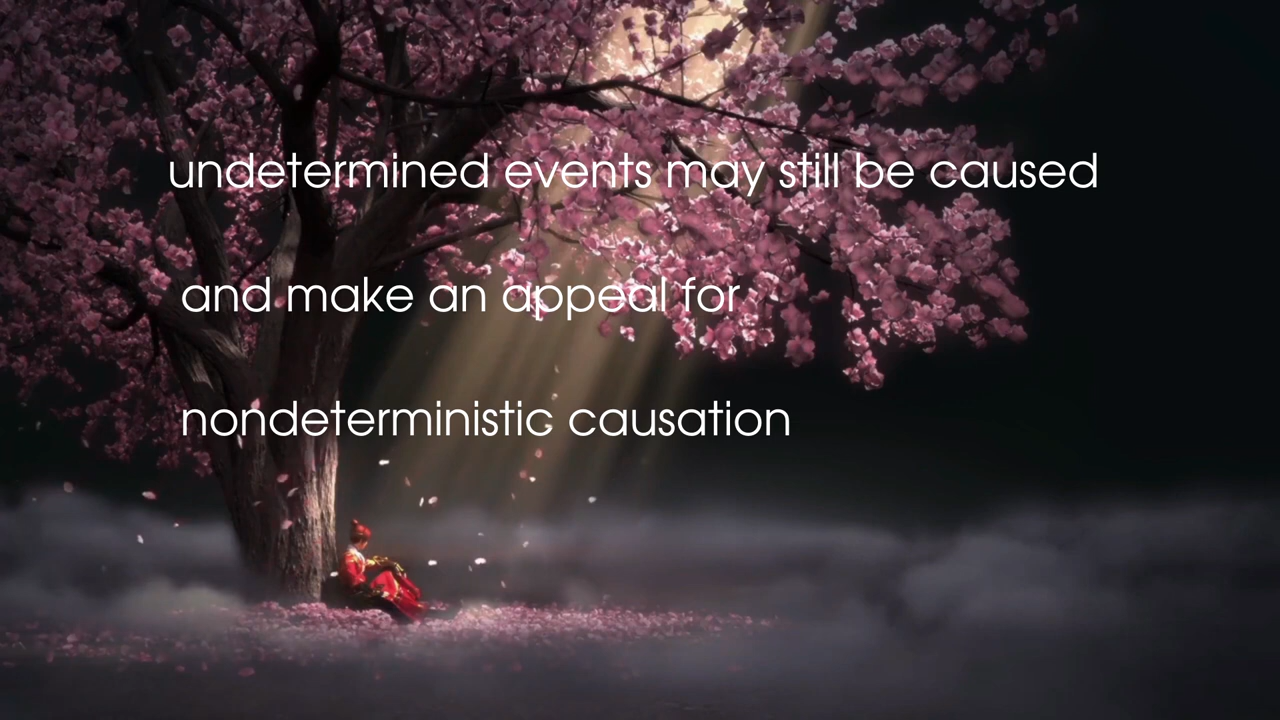 undetermined events may still be caused
and make an appeal for
nondeterministic causation